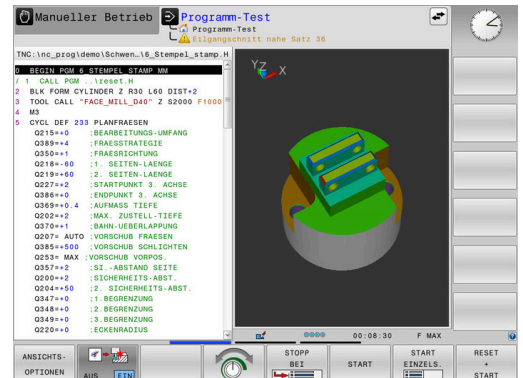 Manueller Betrieb
Programm-Test
Programm-Test
Eilgangschnitt nahe Satz 36
TNC:\nc_prog\demo\Schwen…\6_Stempel_stamp.H
0 BEGIN PGM 6_STEMPEL_STAMP MM
/ 1 CALL PGM ..\reset.H
2 BLK FORM CYLINDER Z R30 L60 DIST+2
3 TOOL CALL "FACE_MILL_D40" Z S2000 F1000
4 M3
5 CYCL DEF 233 PLANFRAESEN
Q215=+0 ;BEARBEITUNGS-UMFANG
Q389=+4 ;FRAESSTRATEGIE
Q350=+1 ;FRAESRICHTUNG
Q218=-60 ;1. SEITEN-LAENGE
Q219=+60 ;2. SEITEN-LAENGE
Q227=+2 ;STARTPUNKT 3. ACHSE
Q386=+0 ;ENDPUNKT 3. ACHSE
Q369=+0.4 ;AUFMASS TIEFE
Q202=+2 ;MAX. ZUSTELL-TIEFE
Q370=+1 ;BAHN-UEBERLAPPUNG
Q207= AUTO ;VORSCHUB FRAESEN
Q385=+500 ;VORSCHUB SCHLICHTEN
Q253= MAX ;VORSCHUB VORPOS.
Q357=+2 ;SI.-ABSTAND SEITE
Q200=+2 ;SICHERHEITS-ABST.
Q204=+50 ;2. SICHERHEITS-ABST.
Q347=+0 ;1.BEGRENZUNG
Q348=+0 ;2.BEGRENZUNG
Q349=+0 ;3.BEGRENZUNG
Q220=+0 ;ECKENRADIUS
Y Z X
00:08:30 F MAX
ANSICHTS-
OPTIONEN
AUS EIN
STOPP
BEI
START
START
EINZELS.
RESET
+
START